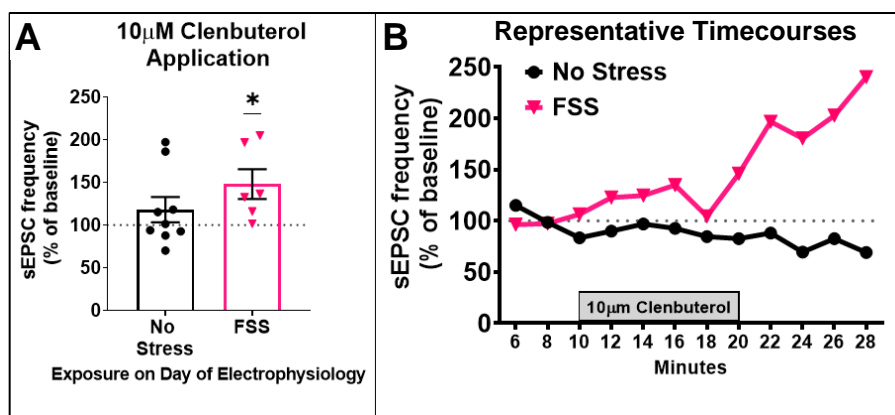 A
10μM Clenbuterol
Application
sEPSC frequency
(% of baseline)
250
200
150
100
50
0
*
No
Stress
FSS
Exposure on Day of Electrophysiology
B
Representative Timecourses
sEPSC frequency
(% of baseline)
250
200
150
100
50
0
No Stress
FSS
10μm Clenbuterol
6 8 10 12 14 16 18 20 22 24 26 28
Minutes